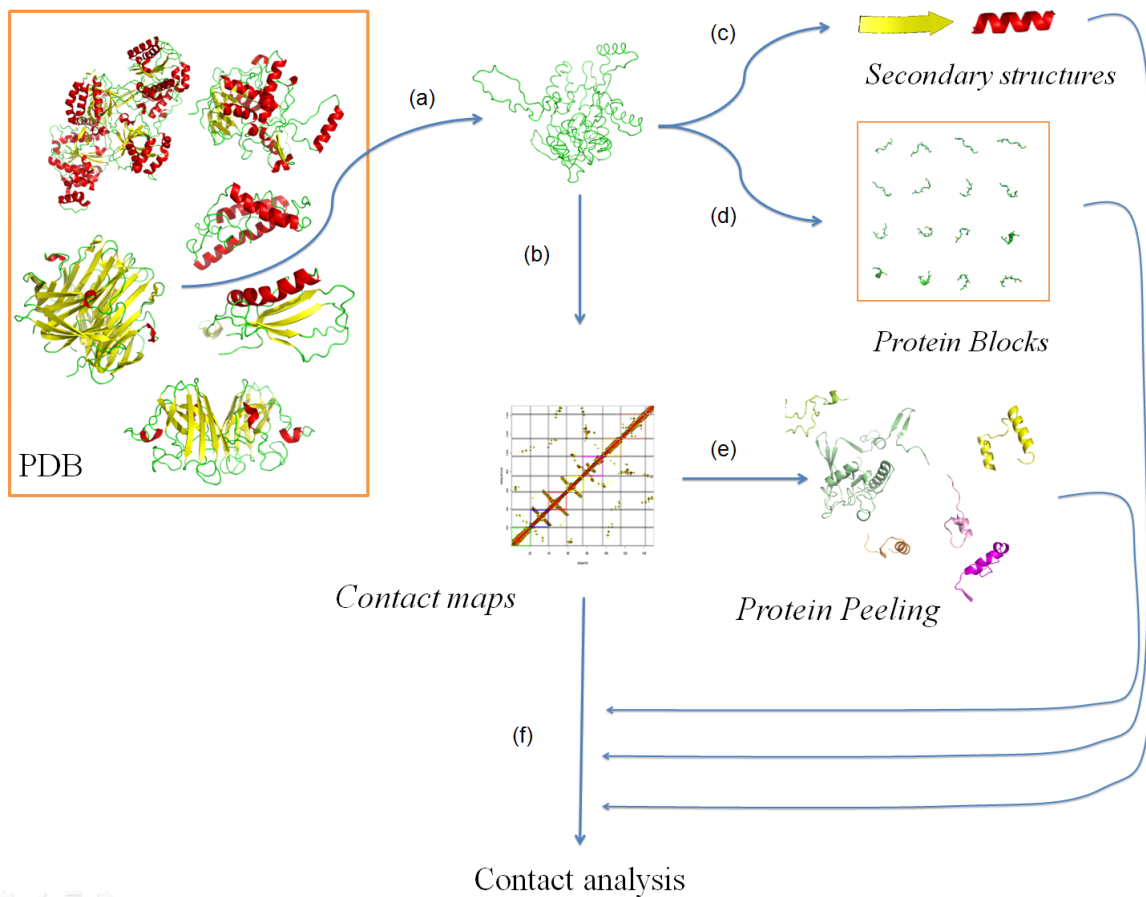 (c)
Secondary structures
(a)
(d)
(b)
Protein Blocks
PDB
(e)
Contact maps
Protein Peeling
(f)
Contact analysis